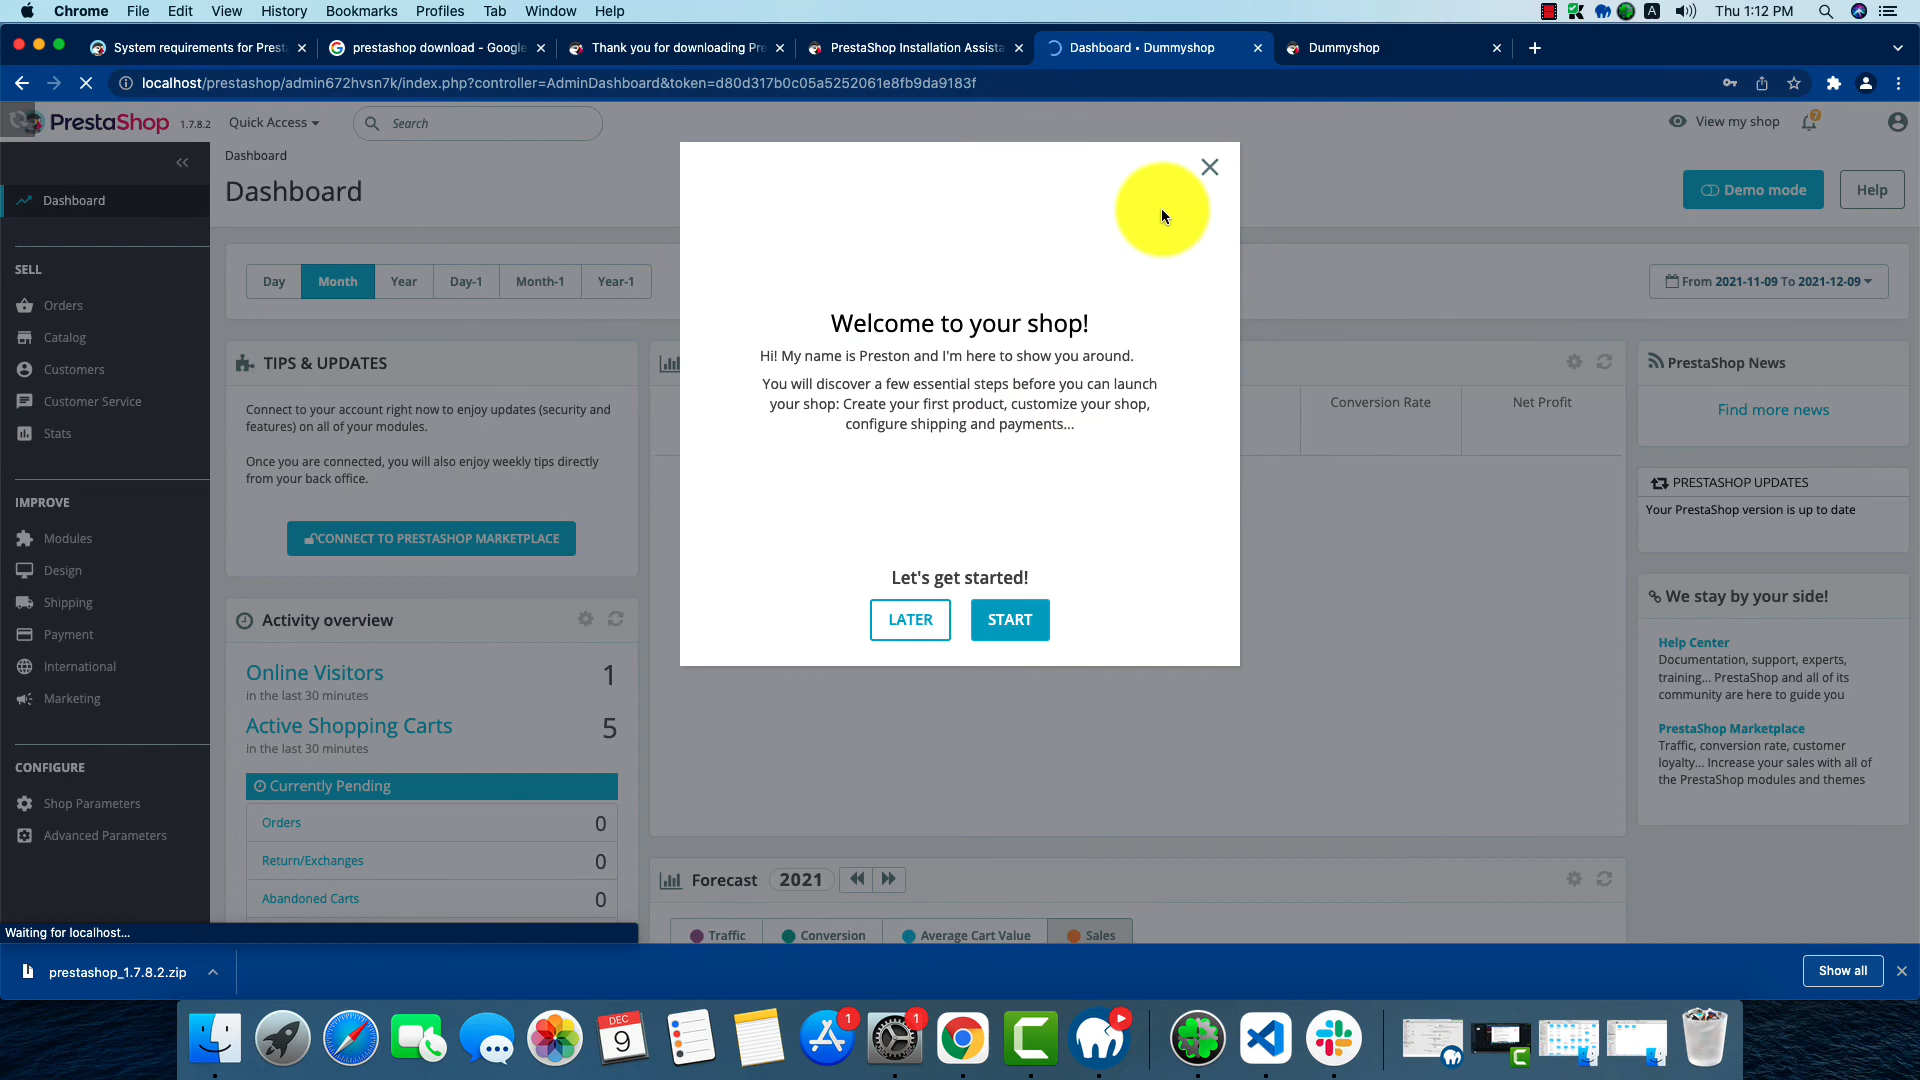 Chrome File Edit View History Bookmarks Profiles Tab Window Help
A Thu 1:12 PM
System requirements for Prest
prestashop download - Google
Thank you for downloading Pre
PrestaShop Installation Assista
Dashboard • Dummyshop
Dummyshop
localhost/prestashop/admin672hvsn7k/index.php?controller=AdminDashboard&token=d80d317b0c05a5252061e8fb9da9183f
PrestaShop 1.7.8.2
Quick Access
Search
View my shop
7
Dashboard
Dashboard
Demo mode
Help
Dashboard
SELL
Orders
Catalog
Customers
Customer Service
Stats
IMPROVE
Modules
Design
Shipping
Payment
International
Marketing
CONFIGURE
Shop Parameters
Advanced Parameters
Day Month Year Day-1 Month-1 Year-1
From 2021-11-09 To 2021-12-09
TIPS & UPDATES
Connect to your account right now to enjoy updates (security and
features) on all of your modules.
Once you are connected, you will also enjoy weekly tips directly
from your back office.
CONNECT TO PRESTASHOP MARKETPLACE
Activity overview
Online Visitors 1
in the last 30 minutes
Active Shopping Carts 5
in the last 30 minutes
Currently Pending
Orders 0
Return/Exchanges 0
Abandoned Carts 0
Welcome to your shop!
Hi! My name is Preston and I'm here to show you around.
You will discover a few essential steps before you can launch
your shop: Create your first product, customize your shop,
configure shipping and payments...
Let's get started!
LATER
START
Conversion Rate
Net Profit
Forecast 2021
Traffic
Conversion
Average Cart Value
Sales
PrestaShop News
Find more news
PRESTASHOP UPDATES
Your PrestaShop version is up to date
We stay by your side!
Help Center
Documentation, support, experts,
training... PrestaShop and all of its
community are here to guide you
PrestaShop Marketplace
Traffic, conversion rate, customer
loyalty... Increase your sales with all of
the PrestaShop modules and themes
Waiting for localhost...
prestashop_1.7.8.2.zip
Show all
DEC
9
1
1